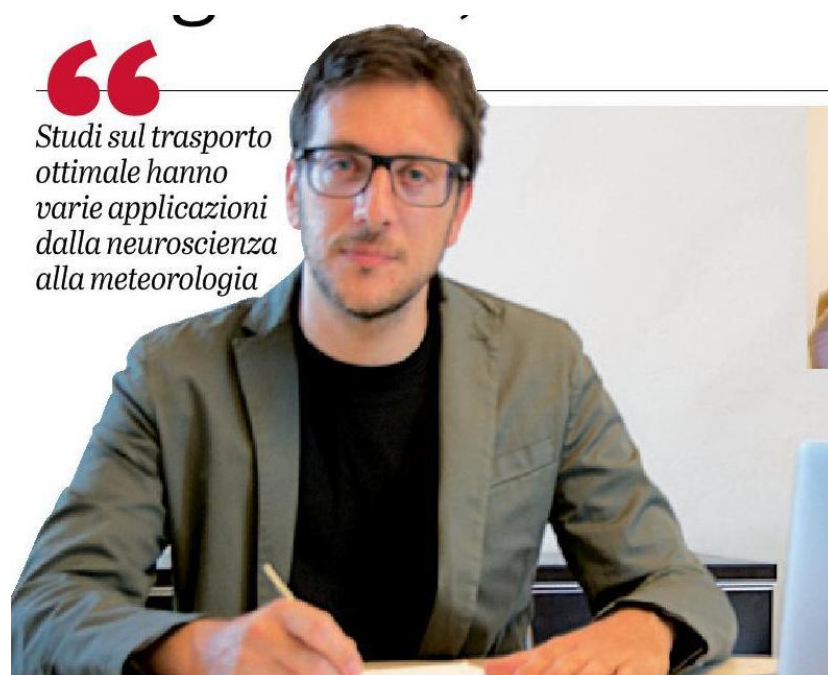 “
Studi sul trasporto
ottimale hanno
varie applicazioni
dalla neuroscienza
alla meteorologia